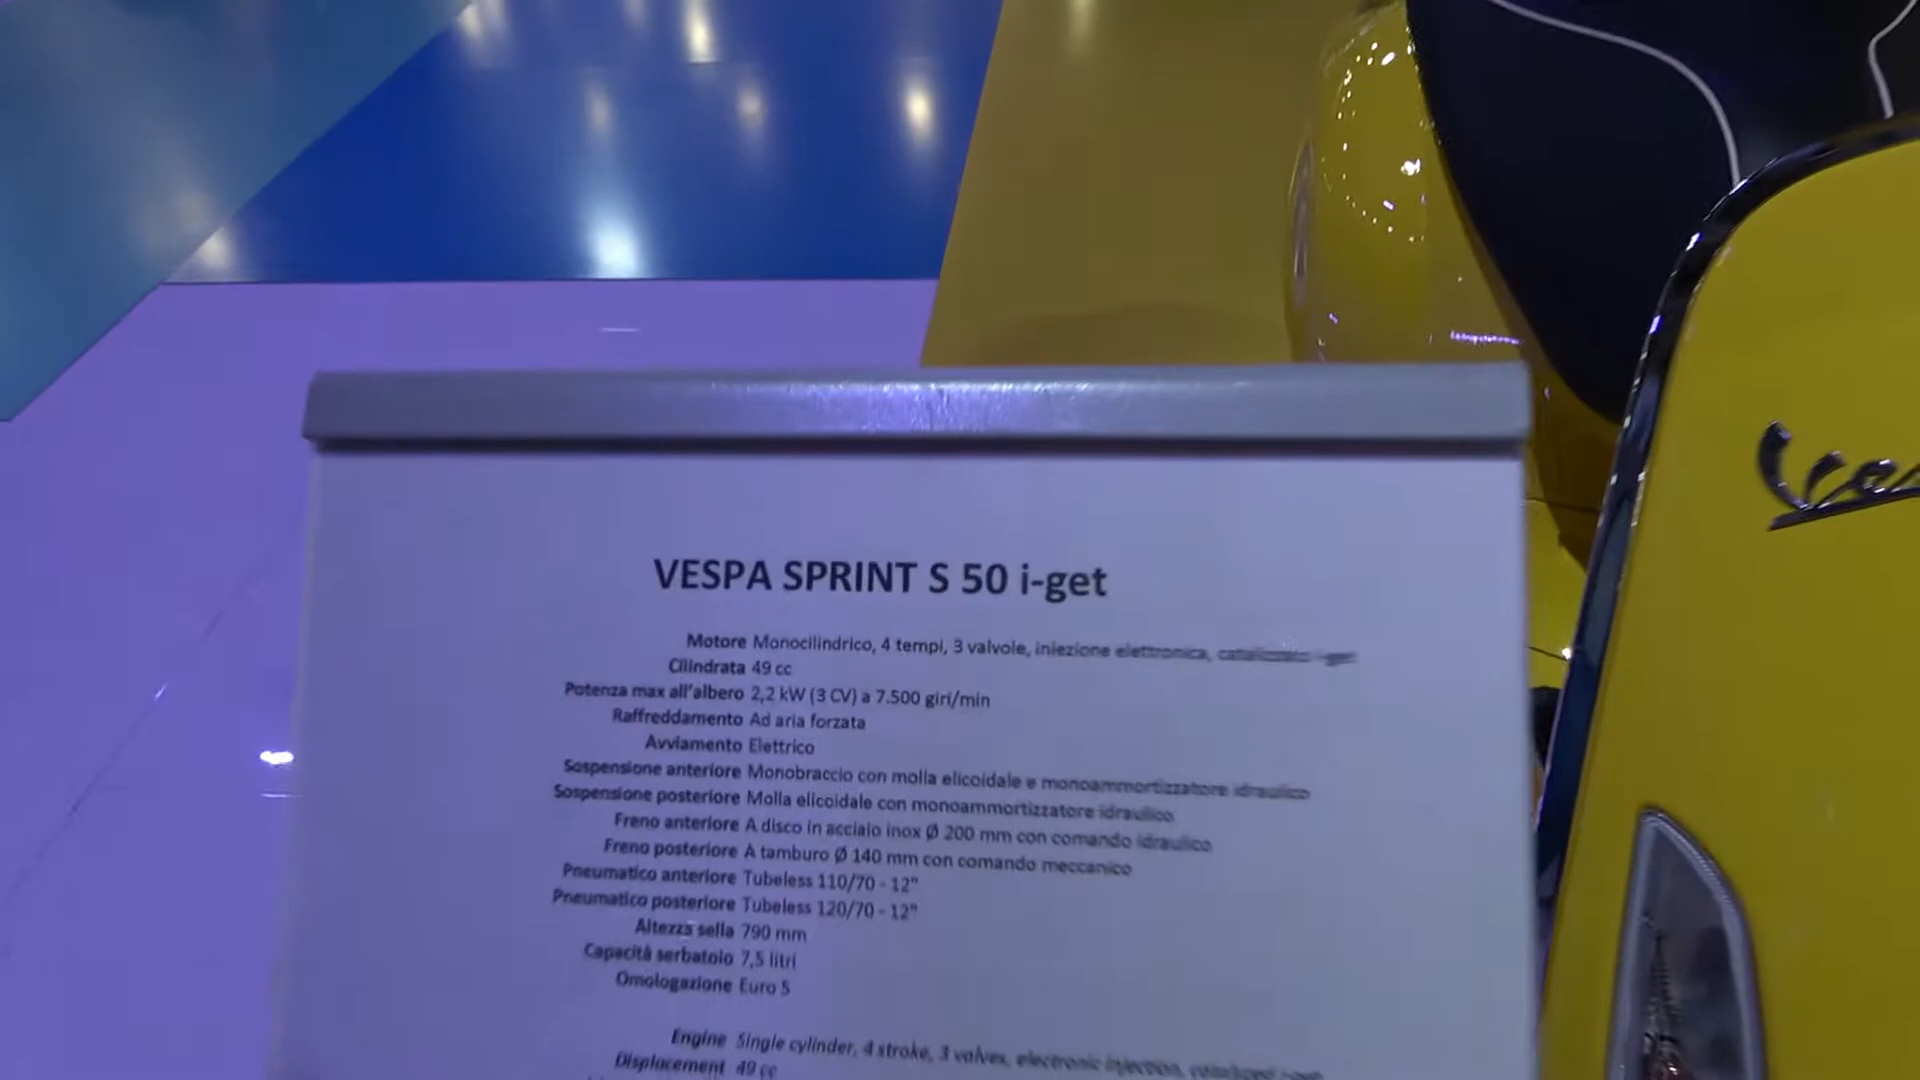 Vespa
VESPA SPRINT S 50 i-get
Motore Monocilindrico, 4 tempi, 3 valvole, iniezione elettronica, catalizzato i-get
Cilindrata 49 cc
Potenza max all'albero 2,2 kW (3 CV) a 7.500 giri/min
Raffreddamento Ad aria forzata
Avviamento Elettrico
Sospensione anteriore Monobraccio con molla elicoidale e monoammortizzatore idraulico
Sospensione posteriore Molla elicoidale con monoammortizzatore idraulico
Freno anteriore A disco in acciaio inox Ø 200 mm con comando idraulico
Freno posteriore A tamburo Ø 140 mm con comando meccanico
Pneumatico anteriore Tubeless 110/70 - 12"
Pneumatico posteriore Tubeless 120/70 - 12"
Altezza sella 790 mm
Capacità serbatoio 7,5 litri
Omologazione Euro 5
Engine Single cylinder, 4 stroke, 3 valves, electronic injection, catalized i-get
Displacement 49 cc